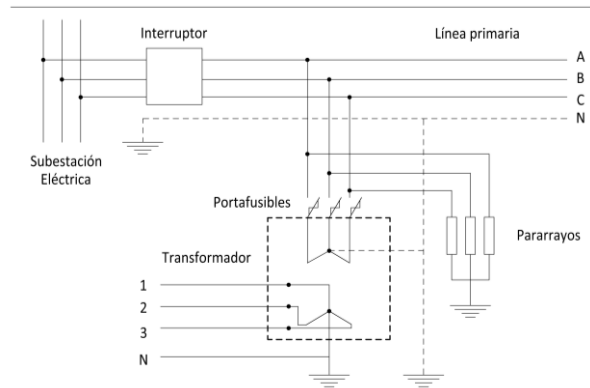 Interruptor
Línea primaria
A
B
C
N
Subestación
Eléctrica
Portafusibles
Pararrayos
Transformador
1
2
3
N